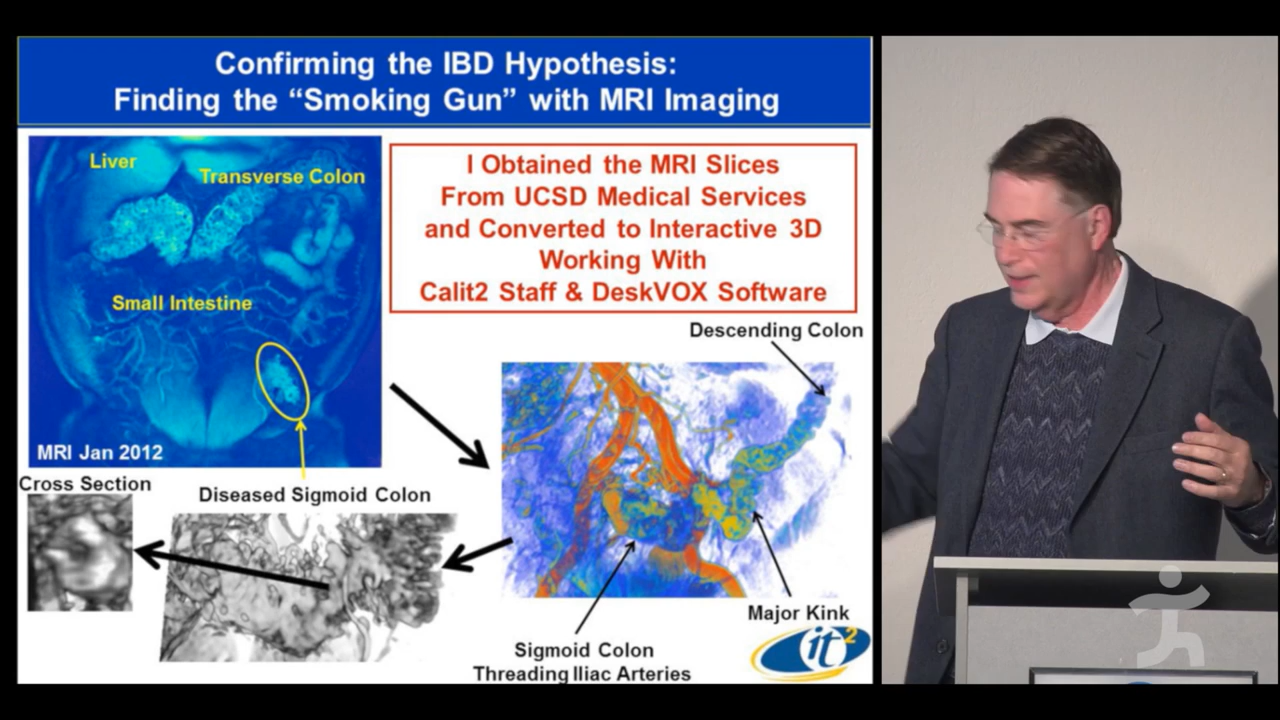 Confirming the IBD Hypothesis:
Finding the “Smoking Gun” with MRI Imaging
Liver
Transverse Colon
Small Intestine
MRI Jan 2012
I Obtained the MRI Slices
From UCSD Medical Services
and Converted to Interactive 3D
Working With
Calit2 Staff & DeskVOX Software
Descending Colon
Cross Section
Diseased Sigmoid Colon
Major Kink
Sigmoid Colon
Threading Iliac Arteries
it2